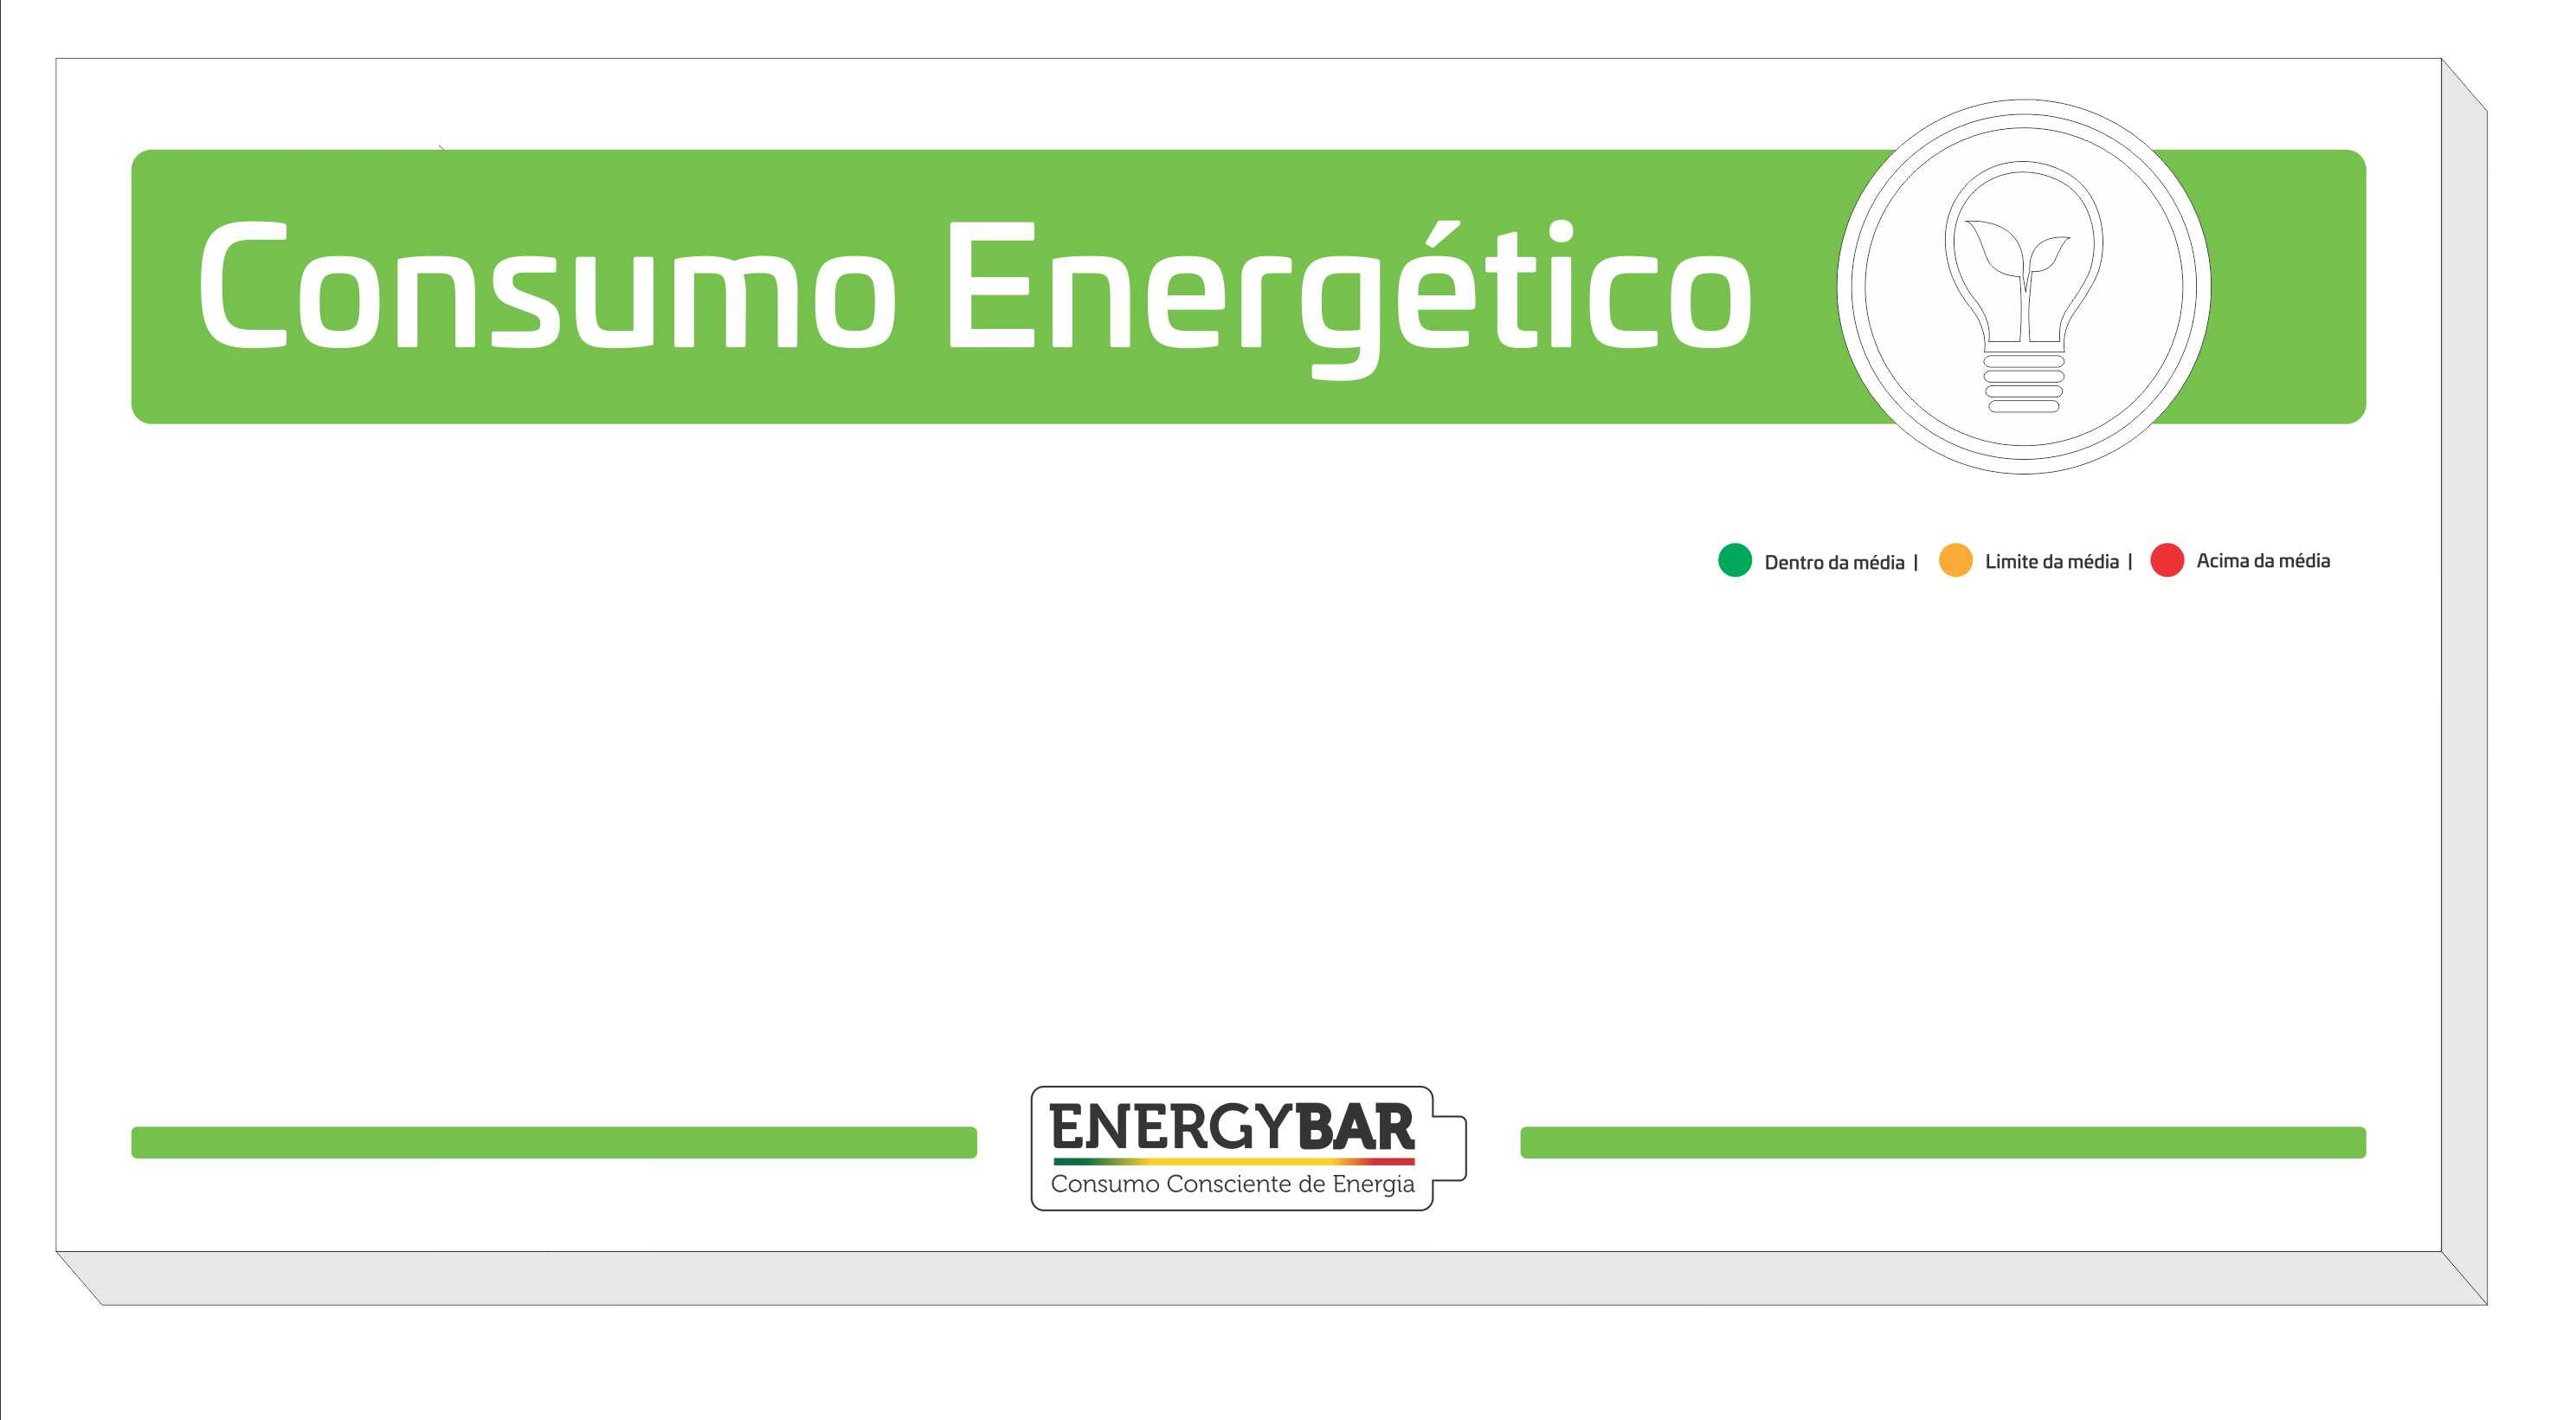 Consumo Energético
Dentro da média | Limite da média | Acima da média
ENERGYBAR
Consumo Consciente de Energia